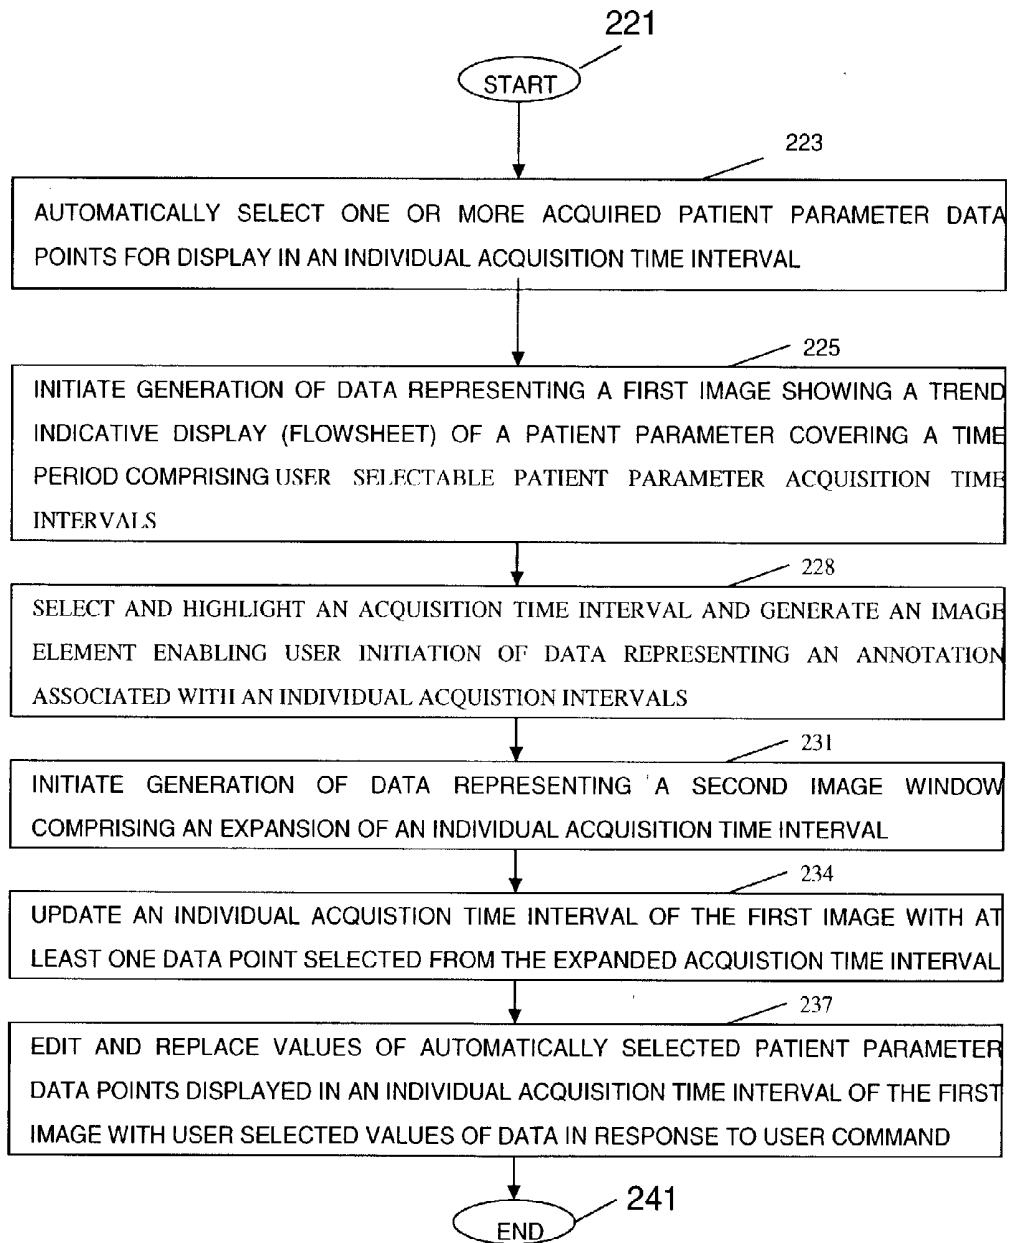 221
START
223
AUTOMATICALLY SELECT ONE OR MORE ACQUIRED PATIENT PARAMETER DATA
POINTS FOR DISPLAY IN AN INDIVIDUAL ACQUISITION TIME INTERVAL
225
INITIATE GENERATION OF DATA REPRESENTING A FIRST IMAGE SHOWING A TREND
INDICATIVE DISPLAY (FLOWSHEET) OF A PATIENT PARAMETER COVERING A TIME
PERIOD COMPRISING USER SELECTABLE PATIENT PARAMETER ACQUISITION TIME
INTERVALS
228
SELECT AND HIGHLIGHT AN ACQUISITION TIME INTERVAL AND GENERATE AN IMAGE
ELEMENT ENABLING USER INITIATION OF DATA REPRESENTING AN ANNOTATION
ASSOCIATED WITH AN INDIVIDUAL ACQUISTION INTERVALS
231
INITIATE GENERATION OF DATA REPRESENTING A SECOND IMAGE WINDOW
COMPRISING AN EXPANSION OF AN INDIVIDUAL ACQUISITION TIME INTERVAL
234
UPDATE AN INDIVIDUAL ACQUISTION TIME INTERVAL OF THE FIRST IMAGE WITH AT
LEAST ONE DATA POINT SELECTED FROM THE EXPANDED ACQUISTION TIME INTERVAL
237
EDIT AND REPLACE VALUES OF AUTOMATICALLY SELECTED PATIENT PARAMETER
DATA POINTS DISPLAYED IN AN INDIVIDUAL ACQUISITION TIME INTERVAL OF THE FIRST
IMAGE WITH USER SELECTED VALUES OF DATA IN RESPONSE TO USER COMMAND
241
END